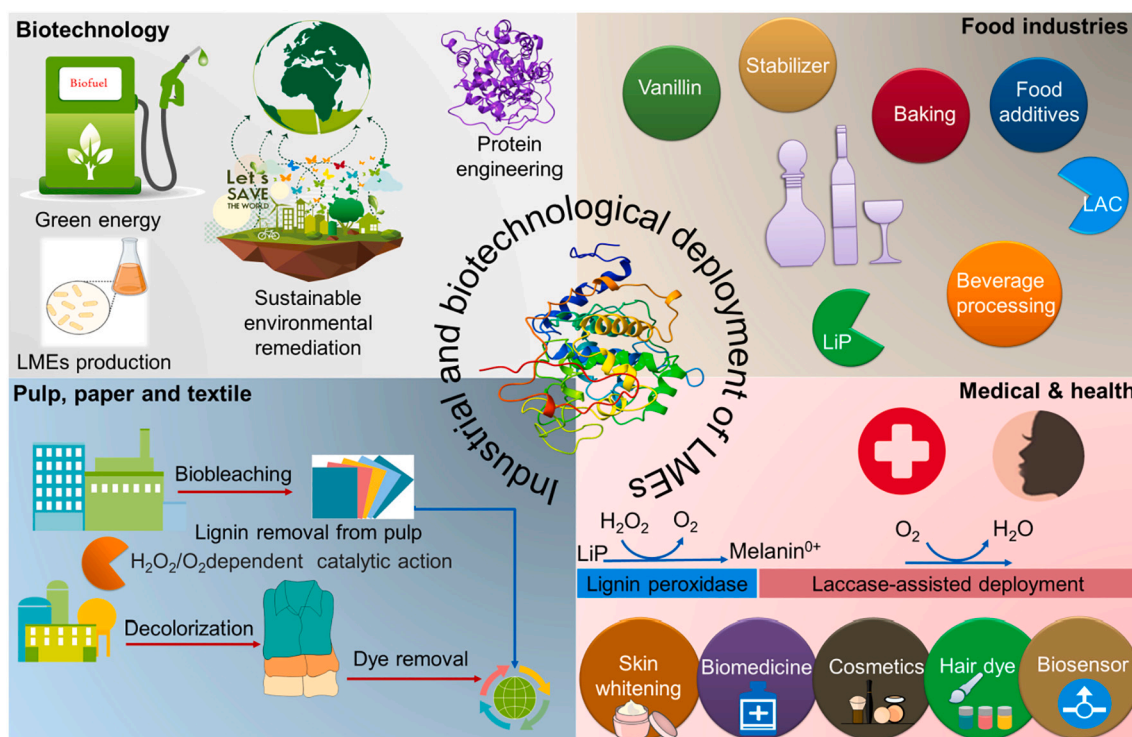 Biotechnology
Biofuel
Green energy
LMEs production
Let's
SAVE
THE WORLD
Sustainable
environmental
remediation
Protein
engineering
Food industries
Vanillin
Stabilizer
Baking
Food
additives
LAC
LiP
Beverage
processing
Industrial and biotechnological deployment of LMEs
Pulp, paper and textile
Biobleaching
Lignin removal from pulp
H₂O₂/O₂dependent catalytic action
Decolorization
Dye removal
Medical & health
H₂O₂ O₂
LiP Melanin⁰⁺
O₂ H₂O
Lignin peroxidase
Laccase-assisted deployment
Skin
whitening
Biomedicine
Cosmetics
Hair dye
Biosensor